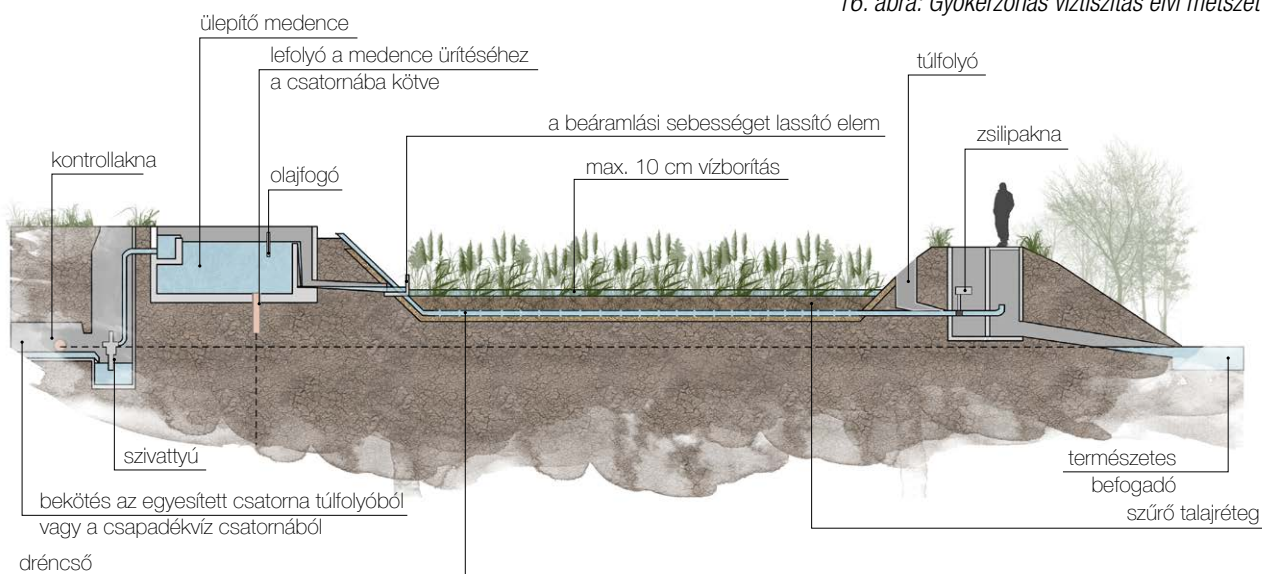 16. ábra: Gyökérzónás víztisztítás elvi metszet
ülepítő medence
lefolyó a medence ürítéséhez
a csatornába kötve
túlfolyó
a beáramlási sebességet lassító elem
zsilipakna
kontrollakna
olajfogó
max. 10 cm vízborítás
szivattyú
természetes
befogadó
bekötés az egyesített csatorna túlfolyóból
vagy a csapadékvíz csatornából
szűrő talajréteg
dréncső